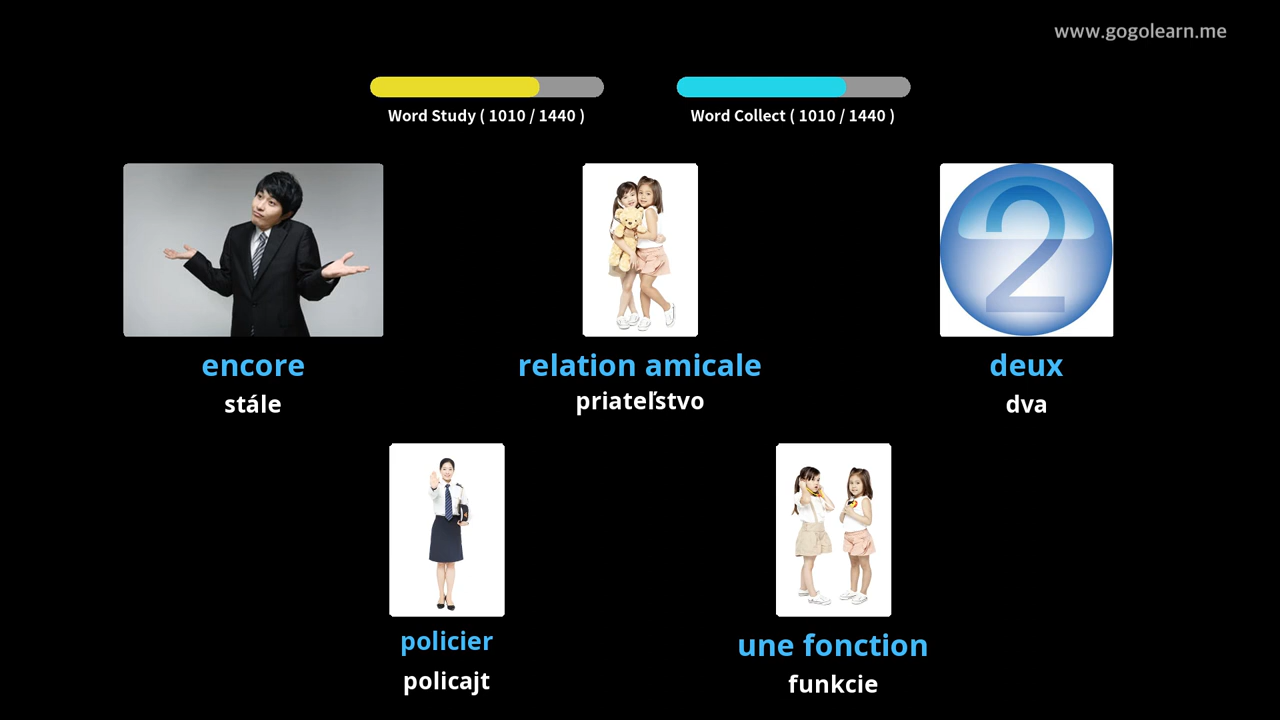 www.gogolearn.me
Word Study ( 1010 / 1440 )
Word Collect ( 1010 / 1440 )
encore
stále
relation amicale
priateľstvo
deux
dva
2
policier
policajt
une fonction
funkcie